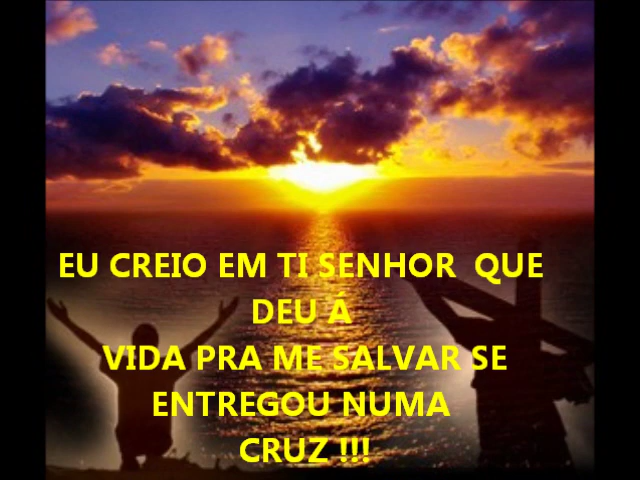 EU CREIO EM TI SENHOR  QUE
DEU Á
VIDA PRA ME SALVAR SE
ENTREGOU NUMA
CRUZ !!!